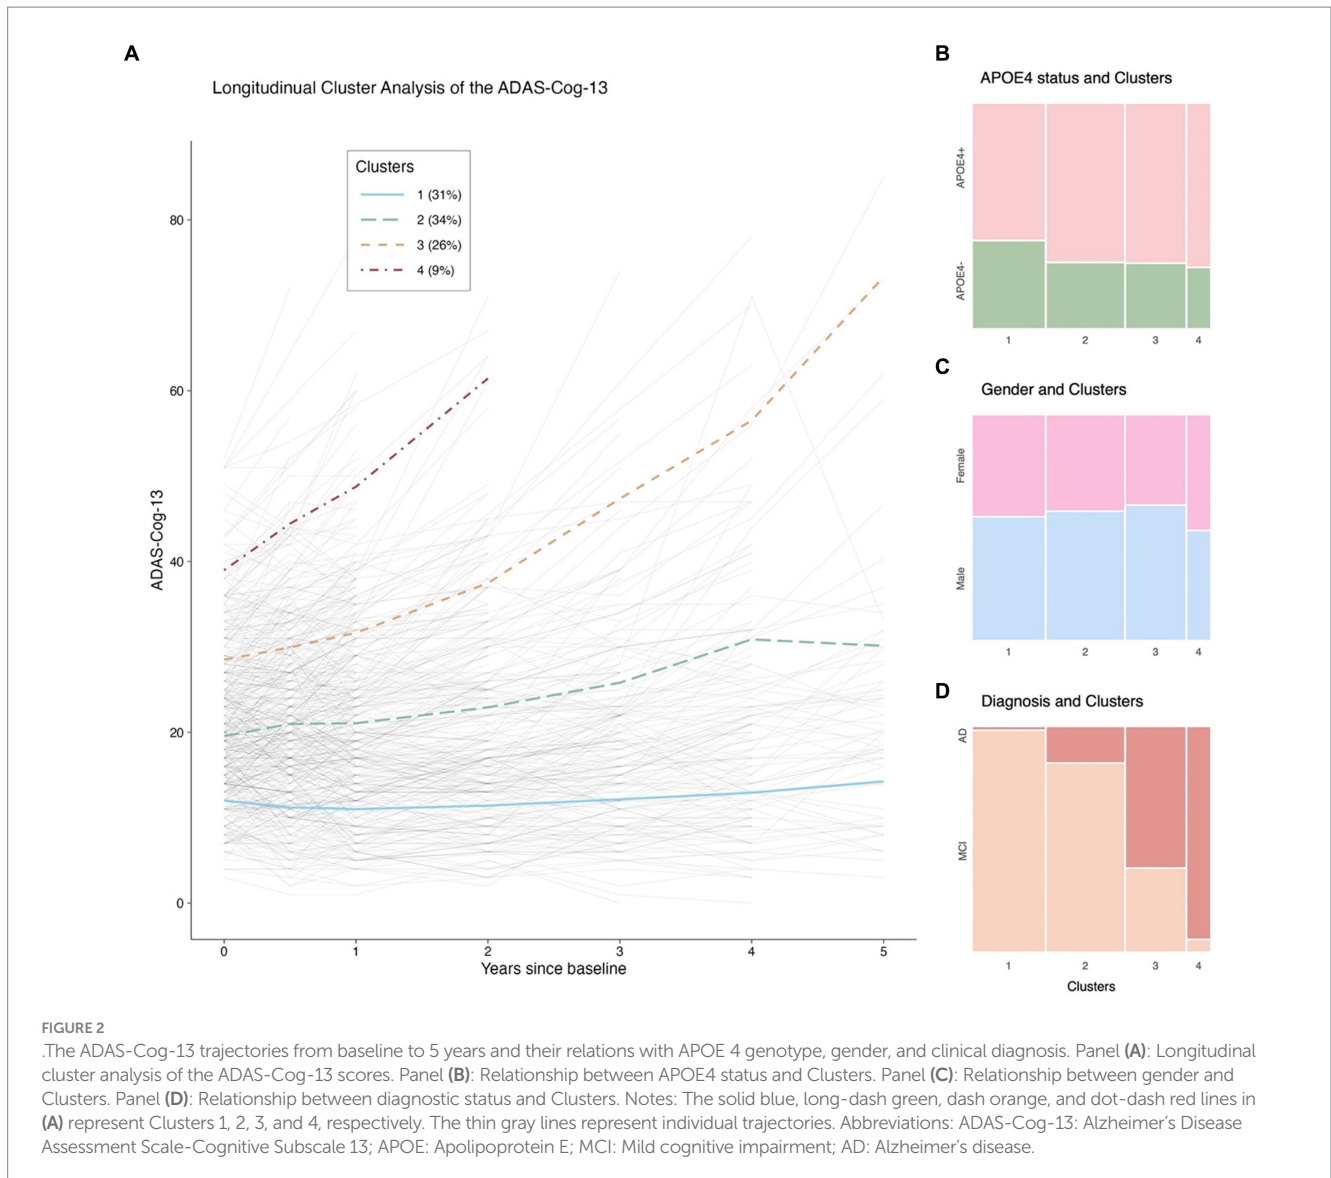 A
Longitudinual Cluster Analysis of the ADAS-Cog-13
Clusters
1 (31%)
2 (34%)
3 (26%)
4 (9%)
ADAS-Cog-13
80
60
40
20
0
0 1 2 3 4 5
Years since baseline
B
APOE4 status and Clusters
APOE4+
APOE4-
1 2 3 4
C
Gender and Clusters
Female
Male
1 2 3 4
D
Diagnosis and Clusters
AD
MCI
1 2 3 4
Clusters
FIGURE 2
.The ADAS-Cog-13 trajectories from baseline to 5 years and their relations with APOE 4 genotype, gender, and clinical diagnosis. Panel (A): Longitudinal
cluster analysis of the ADAS-Cog-13 scores. Panel (B): Relationship between APOE4 status and Clusters. Panel (C): Relationship between gender and
Clusters. Panel (D): Relationship between diagnostic status and Clusters. Notes: The solid blue, long-dash green, dash orange, and dot-dash red lines in
(A) represent Clusters 1, 2, 3, and 4, respectively. The thin gray lines represent individual trajectories. Abbreviations: ADAS-Cog-13: Alzheimer's Disease
Assessment Scale-Cognitive Subscale 13; APOE: Apolipoprotein E; MCI: Mild cognitive impairment; AD: Alzheimer's disease.